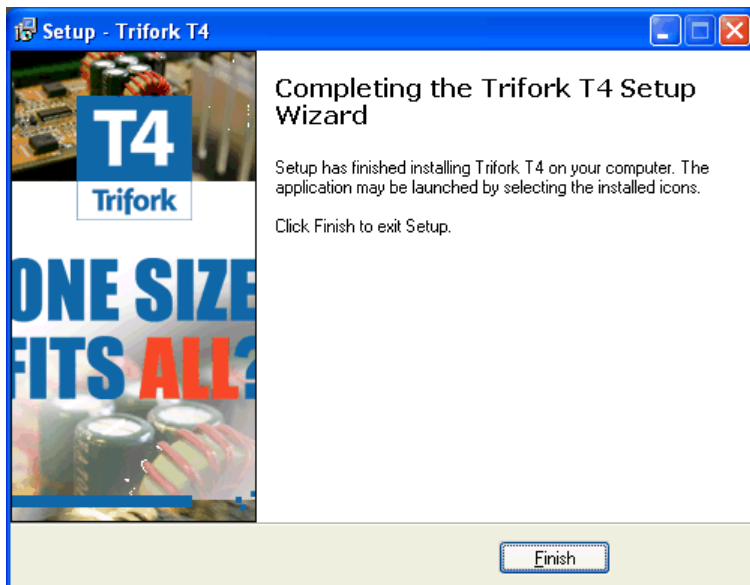 Setup - Trifork T4
T4
Trifork
ONE SIZE
FITS ALL?
Completing the Trifork T4 Setup
Wizard
Setup has finished installing Trifork T4 on your computer. The
application may be launched by selecting the installed icons.
Click Finish to exit Setup.
Finish